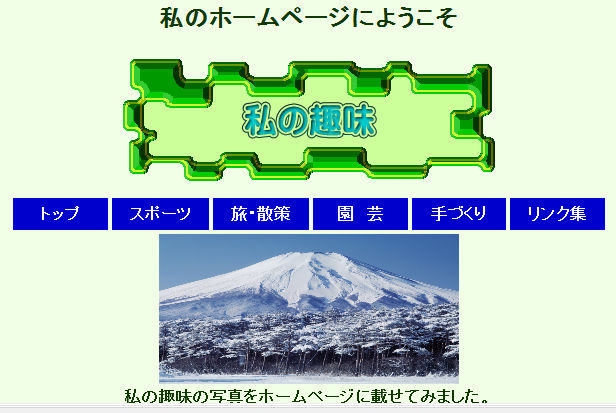 私のホームページにようこそ
私の趣味
トップ スポーツ 旅・散策 園　芸 手づくり リンク集
私の趣味の写真をホームページに載せてみました。